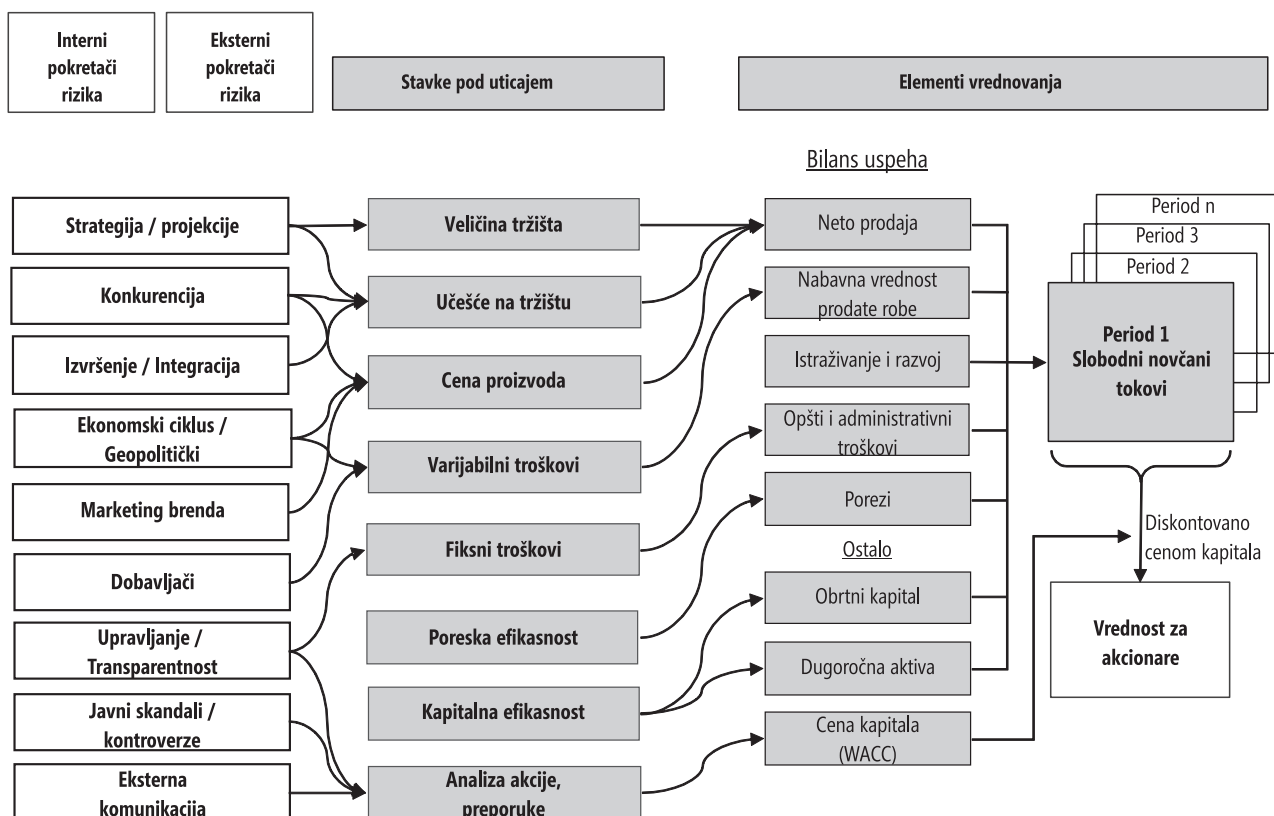 Interni
pokretači
rizika
Eksterni
pokretači
rizika
Stavke pod uticajem
Elementi vrednovanja
Bilans uspeha
Strategija / projekcije
Konkurencija
Izvršenje / Integracija
Ekonomski ciklus /
Geopolitički
Marketing brenda
Dobavljači
Upravljanje /
Transparentnost
Javni skandali /
kontroverze
Eksterna
komunikacija
Veličina tržišta
Učešće na tržištu
Cena proizvoda
Varijabilni troškovi
Fiksni troškovi
Poreska efikasnost
Kapitalna efikasnost
Analiza akcije,
preporuke
Neto prodaja
Nabavna vrednost
prodate robe
Istraživanje i razvoj
Opšti i administrativni
troškovi
Porezi
Ostalo
Obrtni kapital
Dugoročna aktiva
Cena kapitala
(WACC)
Period n
Period 3
Period 2
Period 1
Slobodni novčani
tokovi
Diskontovano
cenom kapitala
Vrednost za
akcionare